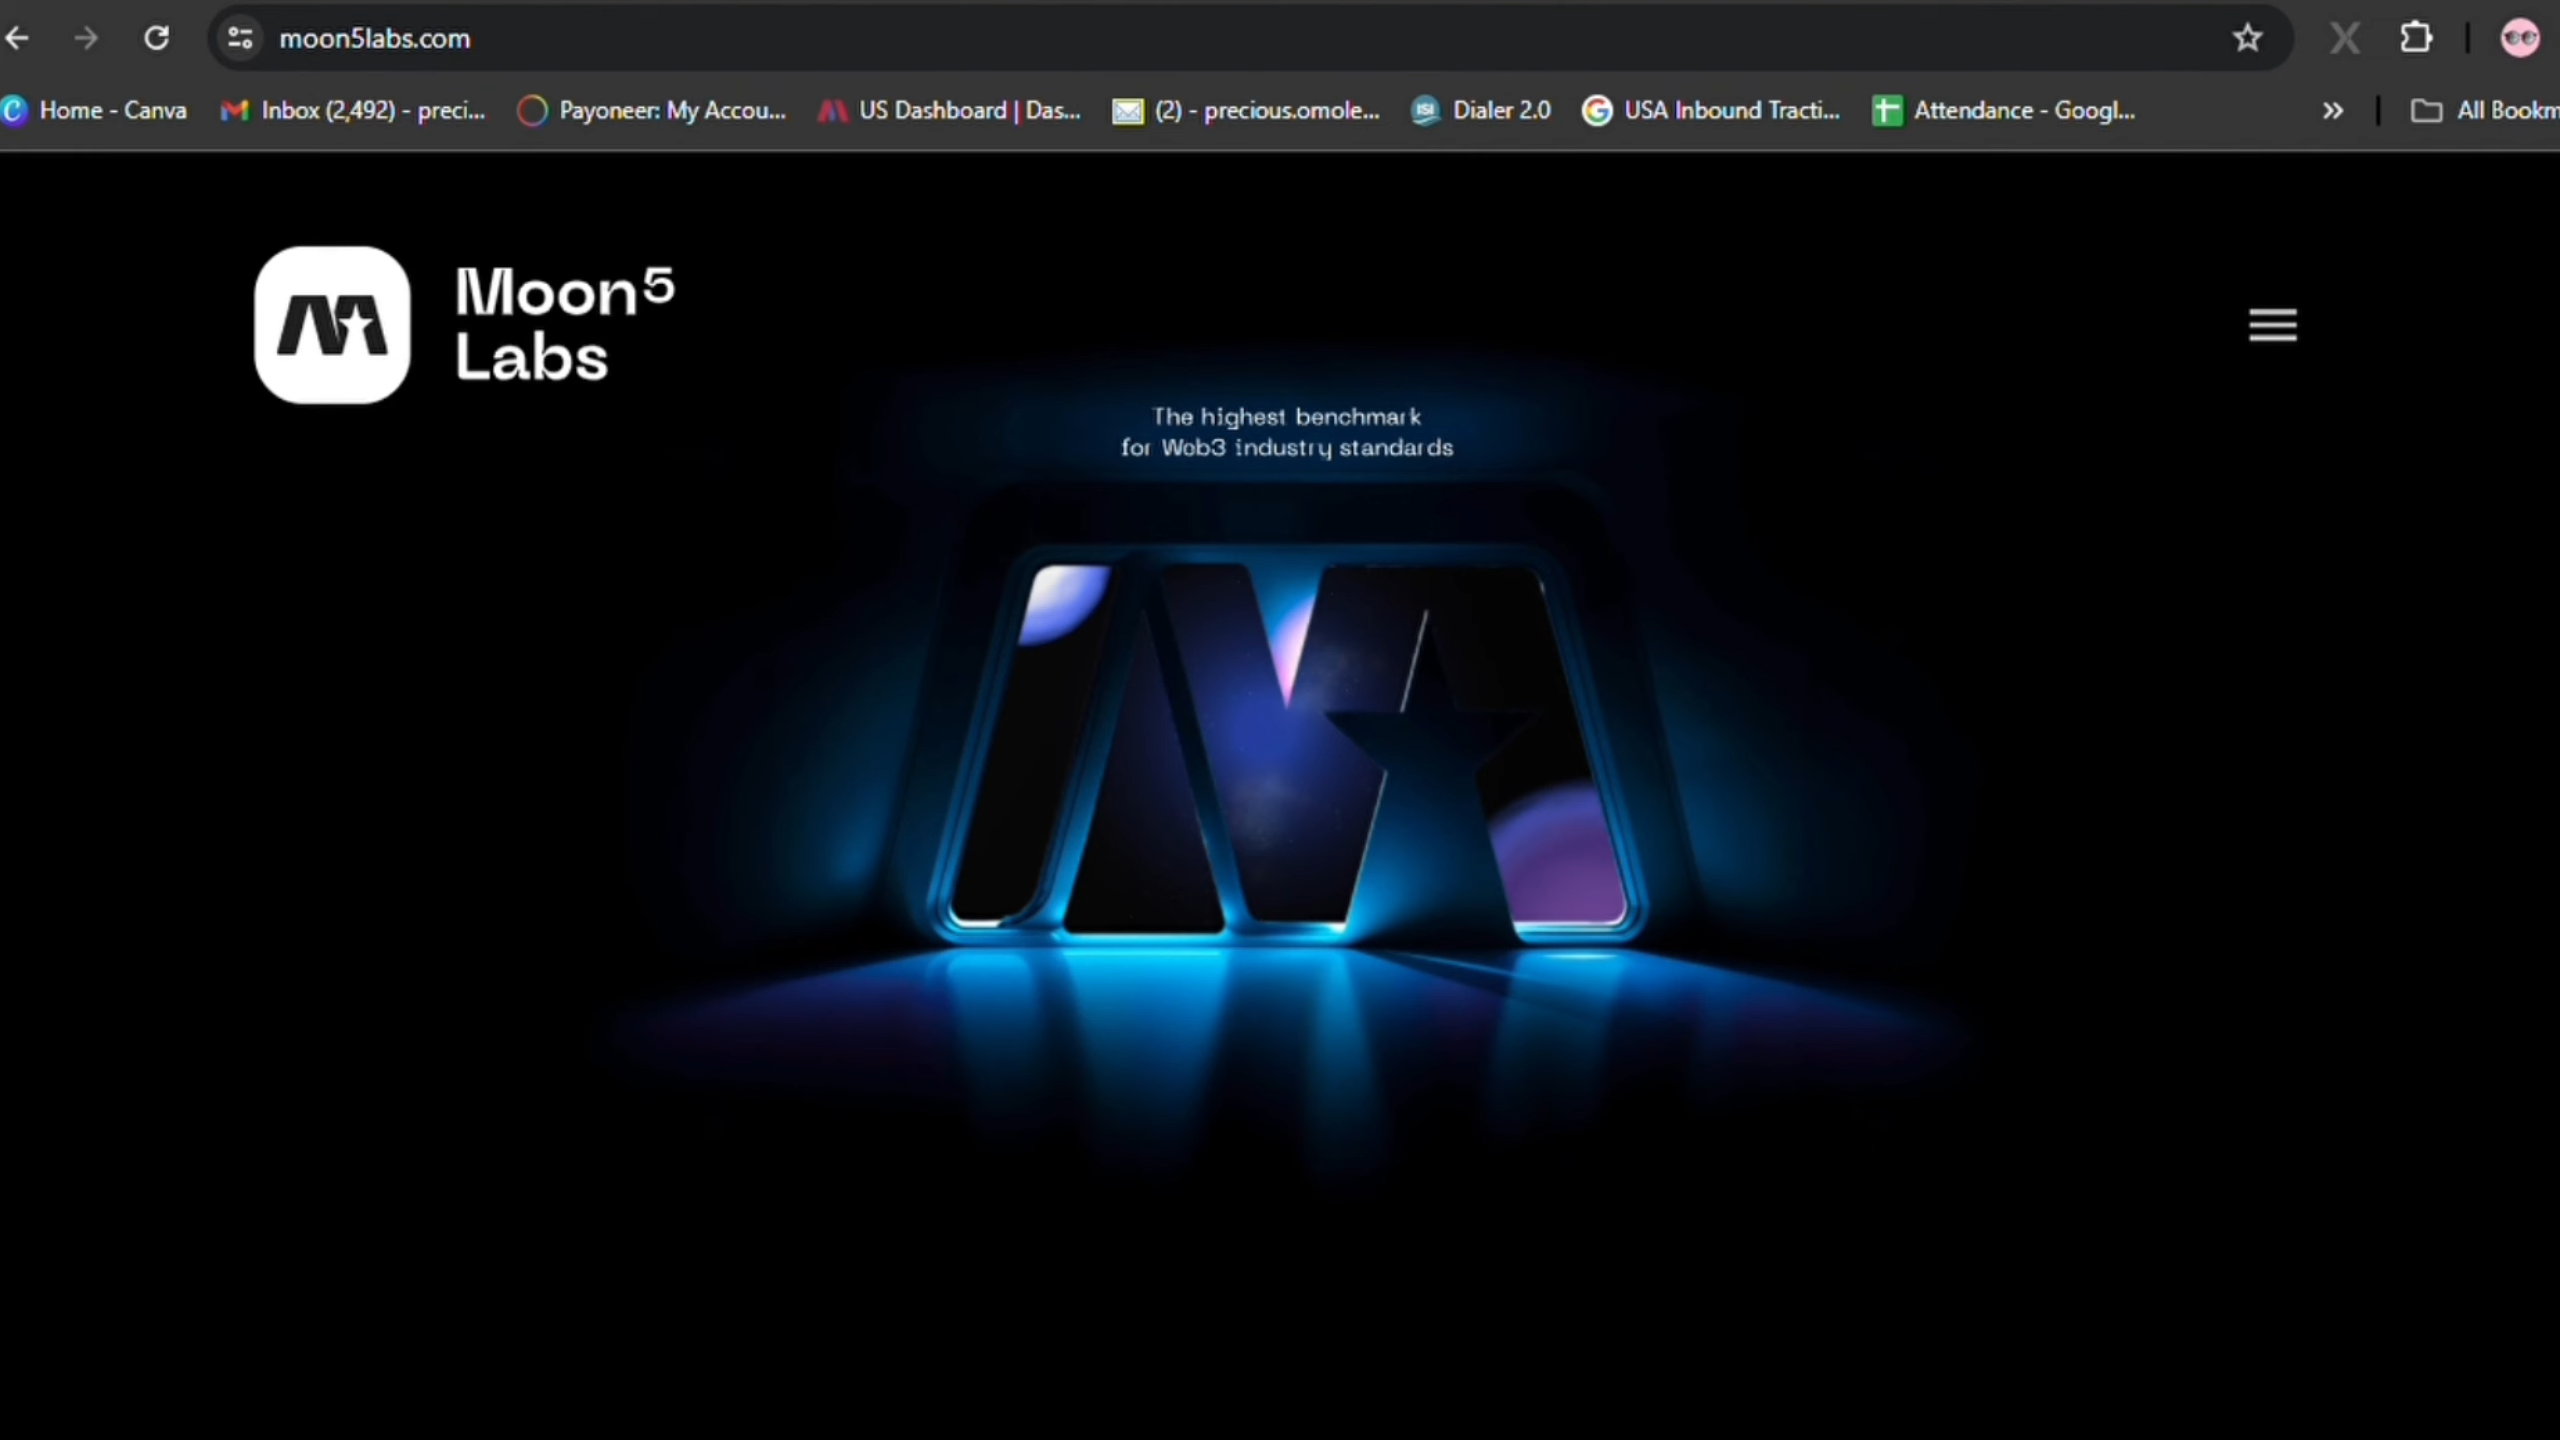 moon5labs.com
Home - Canva
Inbox (2,492) - preci...
Payoneer: My Accou...
US Dashboard | Das...
(2) - precious.omole...
Dialer 2.0
USA Inbound Tracti...
Attendance - Googl...
All Bookm
Moon⁵
Labs
The highest benchmark
for Web3 industry standards